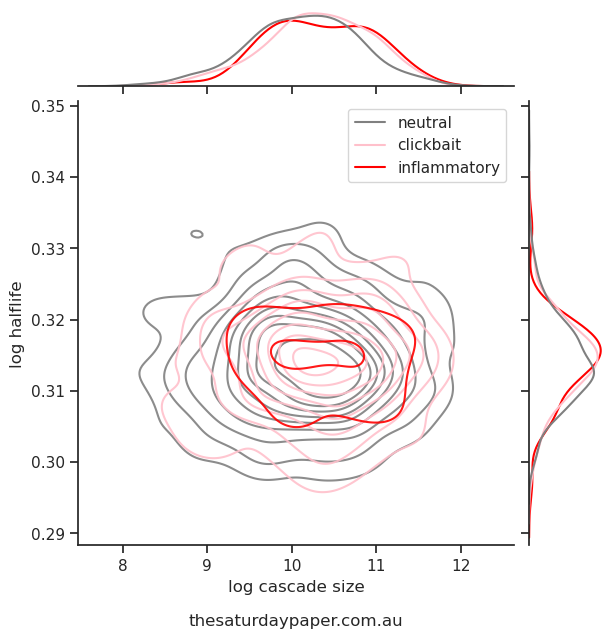 0.35
0.34
0.33
0.32
0.31
0.30
0.29
log halflife
neutral
clickbait
inflammatory
8
9
10
11
12
log cascade size
thesaturdaypaper.com.au